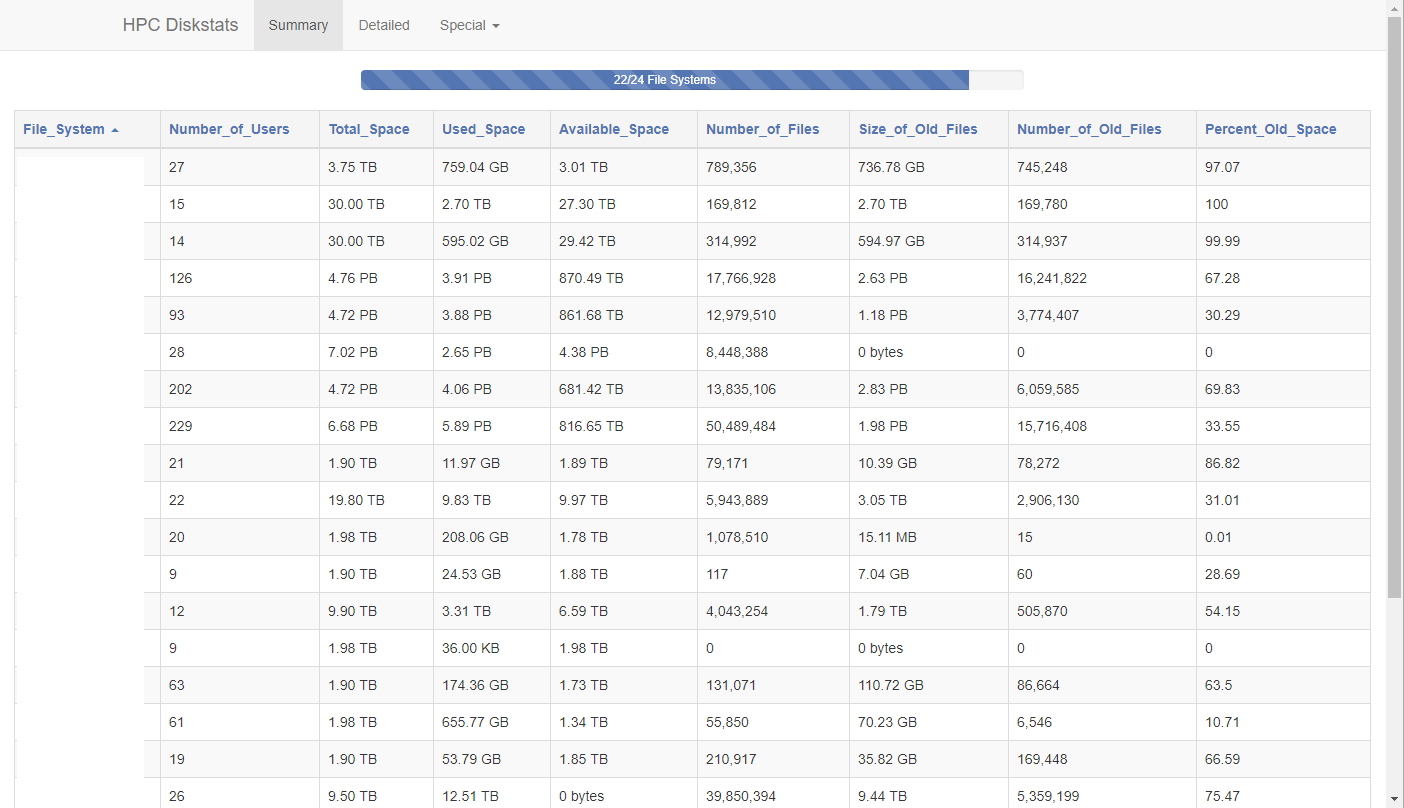 HPC Diskstats Summary Detailed Special
22/24 File Systems
File_System Number_of_Users Total_Space Used_Space Available_Space Number_of_Files Size_of_Old_Files Number_of_Old_Files Percent_Old_Space
27 3.75 TB 759.04 GB 3.01 TB 789,356 736.78 GB 745,248 97.07
15 30.00 TB 2.70 TB 27.30 TB 169,812 2.70 TB 169,780 100
14 30.00 TB 595.02 GB 29.42 TB 314,992 594.97 GB 314,937 99.99
126 4.76 PB 3.91 PB 870.49 TB 17,766,928 2.63 PB 16,241,822 67.28
93 4.72 PB 3.88 PB 861.68 TB 12,979,510 1.18 PB 3,774,407 30.29
28 7.02 PB 2.65 PB 4.38 PB 8,448,388 0 bytes 0 0
202 4.72 PB 4.06 PB 681.42 TB 13,835,106 2.83 PB 6,059,585 69.83
229 6.68 PB 5.89 PB 816.65 TB 50,489,484 1.98 PB 15,716,408 33.55
21 1.90 TB 11.97 GB 1.89 TB 79,171 10.39 GB 78,272 86.82
22 19.80 TB 9.83 TB 9.97 TB 5,943,889 3.05 TB 2,906,130 31.01
20 1.98 TB 208.06 GB 1.78 TB 1,078,510 15.11 MB 15 0.01
9 1.90 TB 24.53 GB 1.88 TB 117 7.04 GB 60 28.69
12 9.90 TB 3.31 TB 6.59 TB 4,043,254 1.79 TB 505,870 54.15
9 1.98 TB 36.00 KB 1.98 TB 0 0 bytes 0 0
63 1.90 TB 174.36 GB 1.73 TB 131,071 110.72 GB 86,664 63.5
61 1.98 TB 655.77 GB 1.34 TB 55,850 70.23 GB 6,546 10.71
19 1.90 TB 53.79 GB 1.85 TB 210,917 35.82 GB 169,448 66.59
26 9.50 TB 12.51 TB 0 bytes 39,850,394 9.44 TB 5,359,199 75.47